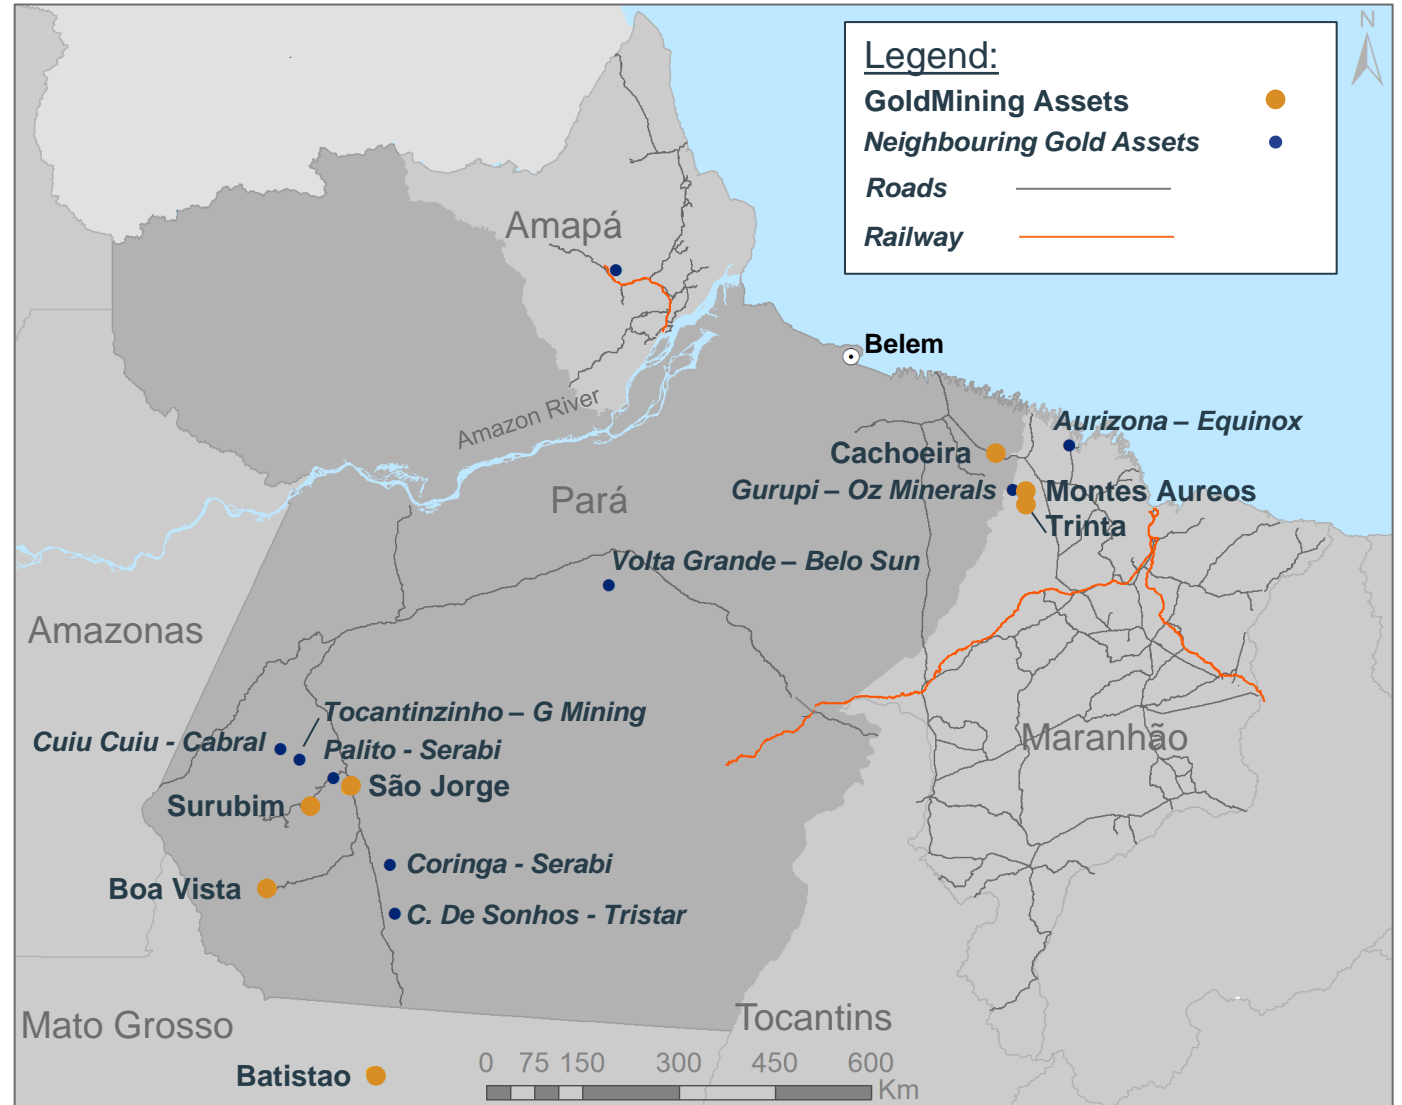 N
Legend:
GoldMining Assets
Neighbouring Gold Assets
Roads
Railway
Amapá
Belem
Amazon River
Aurizona – Equinox
Cachoeira
Gurupi – Oz Minerals
Montes Aureos
Trinta
Pará
Volta Grande – Belo Sun
Amazonas
Tocantinzinho – G Mining
Cuiu Cuiu - Cabral
Palito - Serabi
Maranhão
São Jorge
Surubim
Coringa - Serabi
Boa Vista
C. De Sonhos - Tristar
Mato Grosso
Tocantins
Batistao
0 75 150 300 450 600
Km